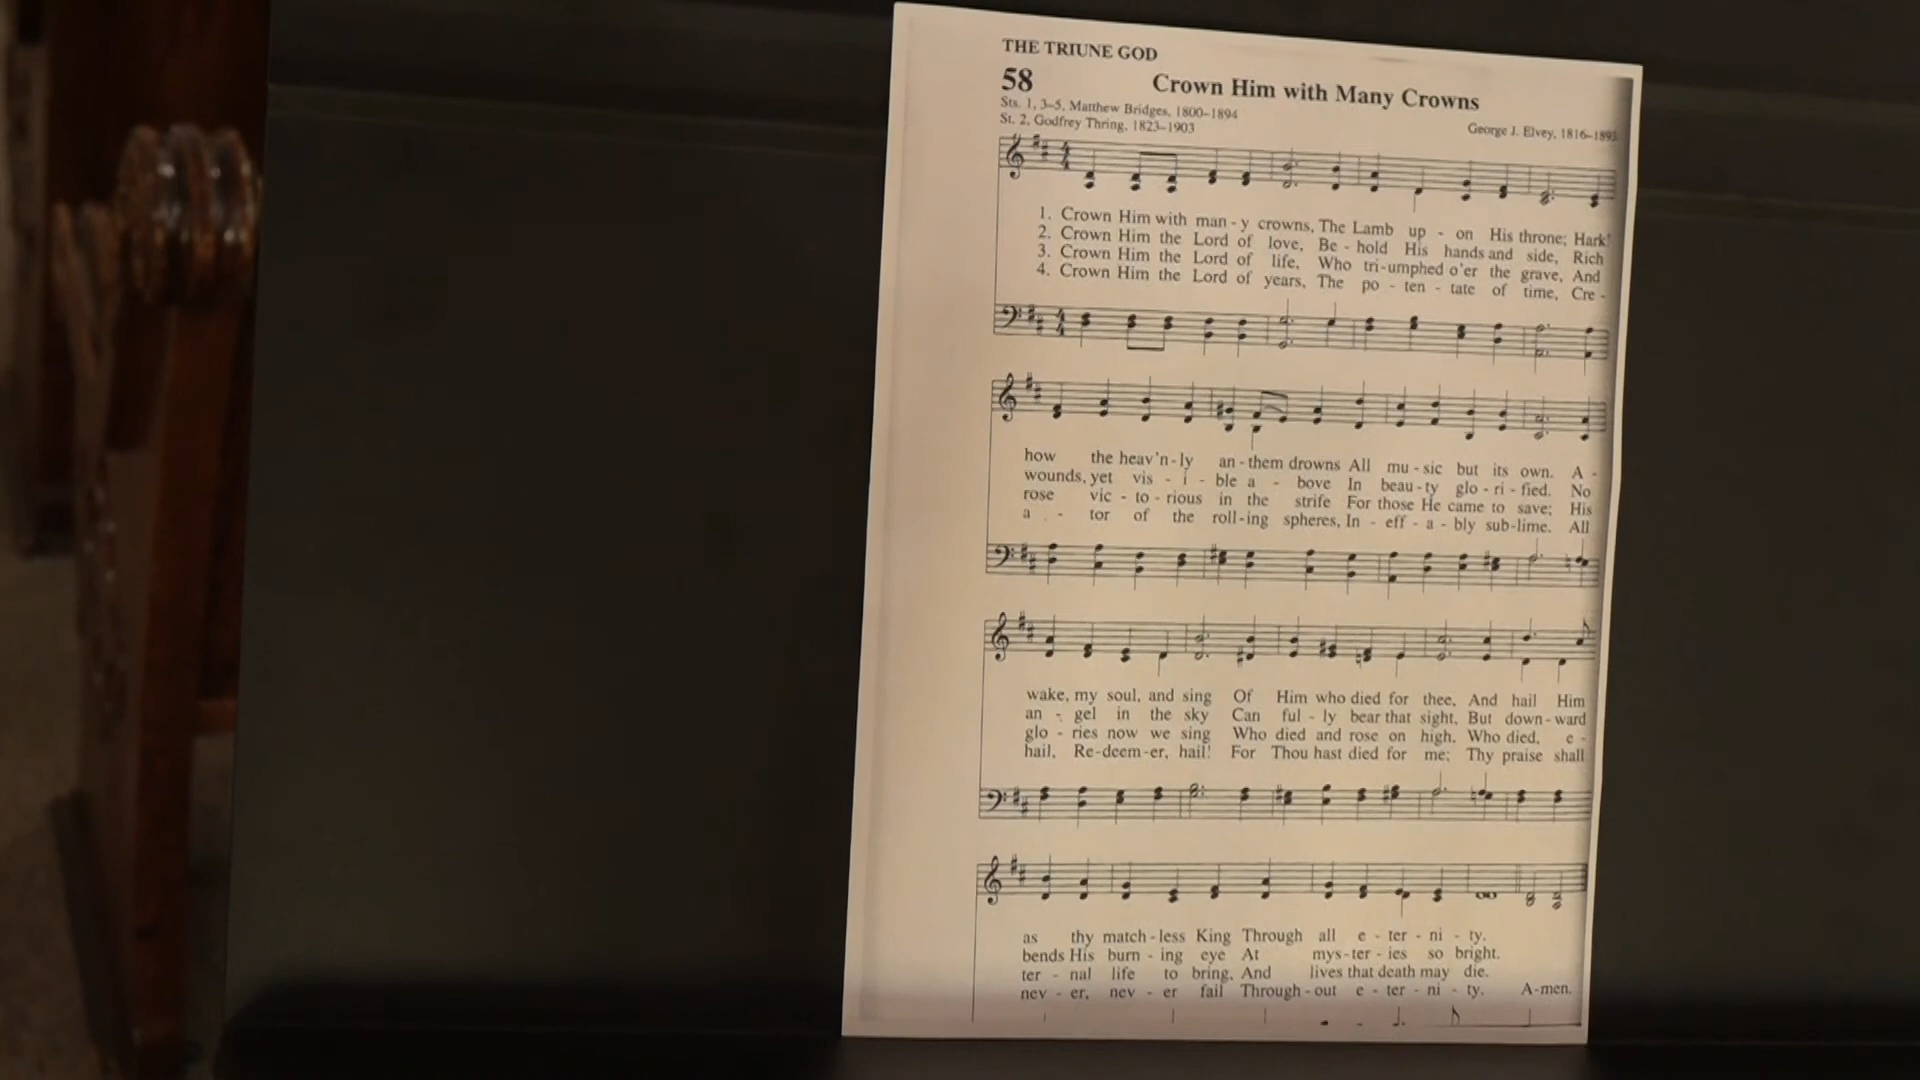 THE TRIUNE GOD
58 Crown Him with Many Crowns
Sts. 1, 3–5, Matthew Bridges, 1800–1894
St. 2, Godfrey Thring, 1823–1903
George J. Elvey, 1816–1893
1. Crown Him with man - y crowns, The Lamb up - on His throne; Hark!
2. Crown Him the Lord of love, Be - hold His hands and side, Rich
3. Crown Him the Lord of life, Who tri-umphed o'er the grave, And
4. Crown Him the Lord of years, The po - ten - tate of time, Cre -
how the heav'n-ly an-them drowns All mu-sic but its own. A -
wounds, yet vis - i - ble a - bove In beau-ty glo-ri-fied. No
rose vic - to - rious in the strife For those He came to save; His
a - tor of the roll-ing spheres, In - eff - a - bly sub-lime. All
wake, my soul, and sing Of Him who died for thee, And hail Him
an - gel in the sky Can ful - ly bear that sight, But down-ward
glo - ries now we sing Who died and rose on high, Who died, e -
hail, Re-deem-er, hail! For Thou hast died for me; Thy praise shall
as thy match-less King Through all e - ter - ni - ty.
bends His burn - ing eye At mys-ter - ies so bright.
ter - nal life to bring, And lives that death may die.
nev - er, nev - er fail Through-out e - ter - ni - ty. A-men.